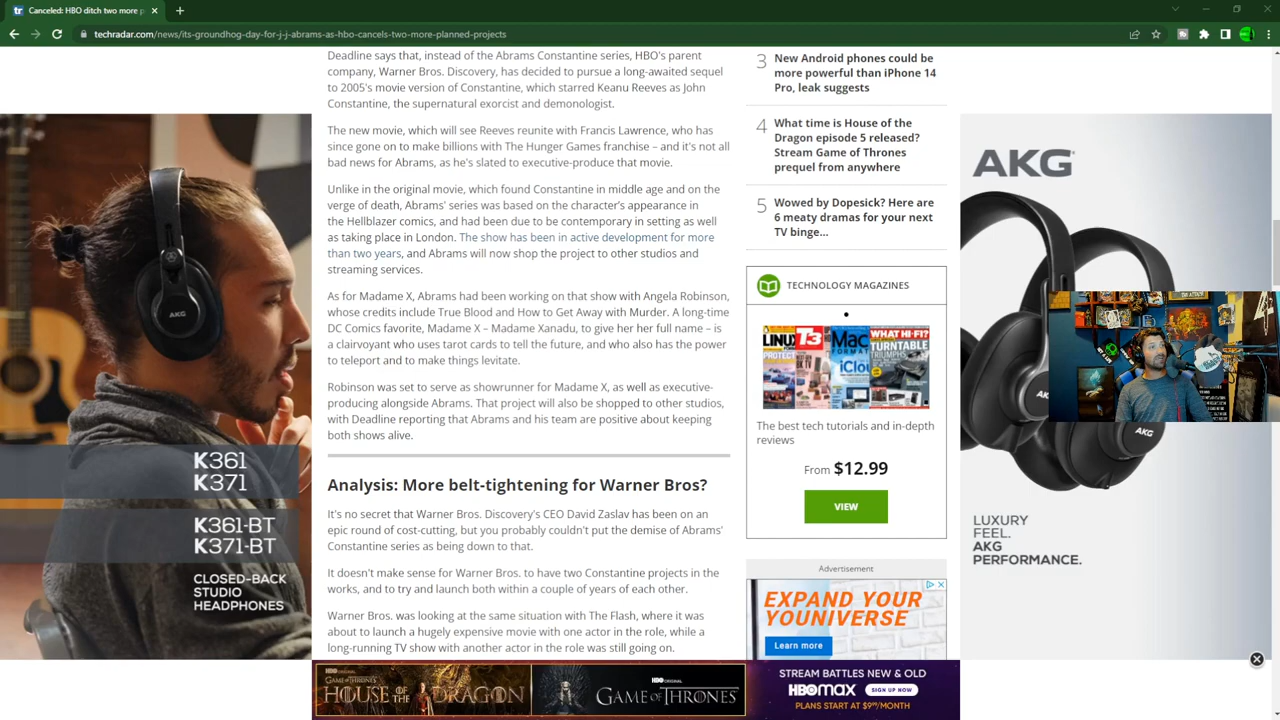 Canceled: HBO ditch two more p
techradar.com/news/its-groundhog-day-for-j-j-abrams-as-hbo-cancels-two-more-planned-projects
Deadline says that, instead of the Abrams Constantine series, HBO's parent
company, Warner Bros. Discovery, has decided to pursue a long-awaited sequel
to 2005's movie version of Constantine, which starred Keanu Reeves as John
Constantine, the supernatural exorcist and demonologist.
The new movie, which will see Reeves reunite with Francis Lawrence, who has
since gone on to make billions with The Hunger Games franchise – and it's not all
bad news for Abrams, as he's slated to executive-produce that movie.
Unlike in the original movie, which found Constantine in middle age and on the
verge of death, Abrams' series was based on the character's appearance in
the Hellblazer comics, and had been due to be contemporary in setting as well
as taking place in London. The show has been in active development for more
than two years, and Abrams will now shop the project to other studios and
streaming services.
As for Madame X, Abrams had been working on that show with Angela Robinson,
whose credits include True Blood and How to Get Away with Murder. A long-time
DC Comics favorite, Madame X – Madame Xanadu, to give her her full name – is
a clairvoyant who uses tarot cards to tell the future, and who also has the power
to teleport and to make things levitate.
Robinson was set to serve as showrunner for Madame X, as well as executive-
producing alongside Abrams. That project will also be shopped to other studios,
with Deadline reporting that Abrams and his team are positive about keeping
both shows alive.
Analysis: More belt-tightening for Warner Bros?
It's no secret that Warner Bros. Discovery's CEO David Zaslav has been on an
epic round of cost-cutting, but you probably couldn't put the demise of Abrams'
Constantine series as being down to that.
It doesn't make sense for Warner Bros. to have two Constantine projects in the
works, and to try and launch both within a couple of years of each other.
Warner Bros. was looking at the same situation with The Flash, where it was
about to launch a hugely expensive movie with one actor in the role, while a
long-running TV show with another actor in the role was still going on.
3
New Android phones could be
more powerful than iPhone 14
Pro, leak suggests
4
What time is House of the
Dragon episode 5 released?
Stream Game of Thrones
prequel from anywhere
5
Wowed by Dopesick? Here are
6 meaty dramas for your next
TV binge...
TECHNOLOGY MAGAZINES
LINUX
T3
Mac
FORMAT
WHAT HI-FI?
TURNTABLE
The best tech tutorials and in-depth
reviews
From $12.99
VIEW
Advertisement
EXPAND YOUR
YOUNIVERSE
Learn more
AKG
K361
K371
K361-BT
K371-BT
CLOSED-BACK
STUDIO
HEADPHONES
AKG
AKG
LUXURY
FEEL.
AKG
PERFORMANCE.
HBO ORIGINAL
GAME OF THRONES
HOUSE OF THE DRAGON
HBO ORIGINAL
GAME OF THRONES
STREAM BATTLES NEW & OLD
HBOMAX
SIGN UP NOW
PLANS START AT $9.99/MONTH